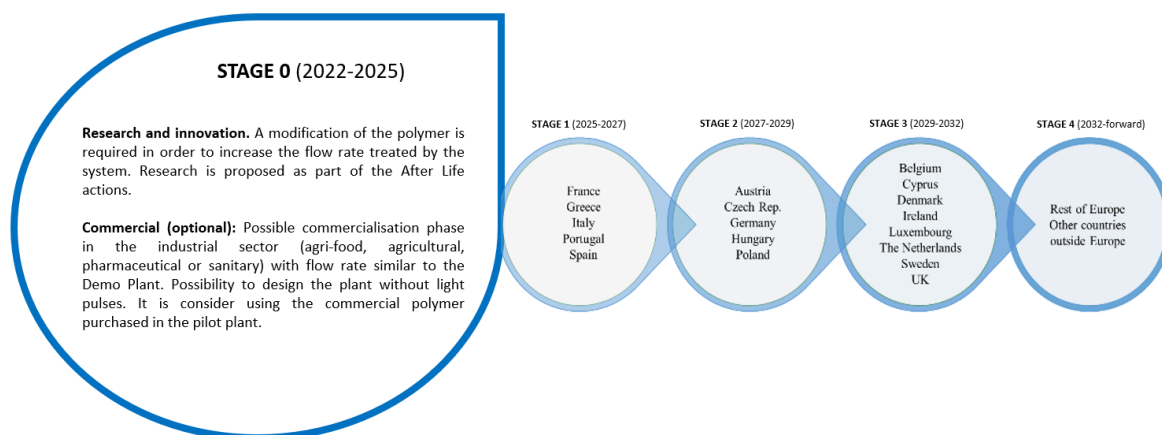 STAGE 0 (2022-2025)
Research and innovation. A modification of the polymer is
required in order to increase the flow rate treated by the
system. Research is proposed as part of the After Life
actions.
Commercial (optional): Possible commercialisation phase
in the industrial sector (agri-food, agricultural,
pharmaceutical or sanitary) with flow rate similar to the
Demo Plant. Possibility to design the plant without light
pulses. It is consider using the commercial polymer
purchased in the pilot plant.
STAGE 1 (2025-2027)
France
Greece
Italy
Portugal
Spain
STAGE 2 (2027-2029)
Austria
Czech Rep.
Germany
Hungary
Poland
STAGE 3 (2029-2032)
Belgium
Cyprus
Denmark
Ireland
Luxembourg
The Netherlands
Sweden
UK
STAGE 4 (2032-forward)
Rest of Europe
Other countries
outside Europe